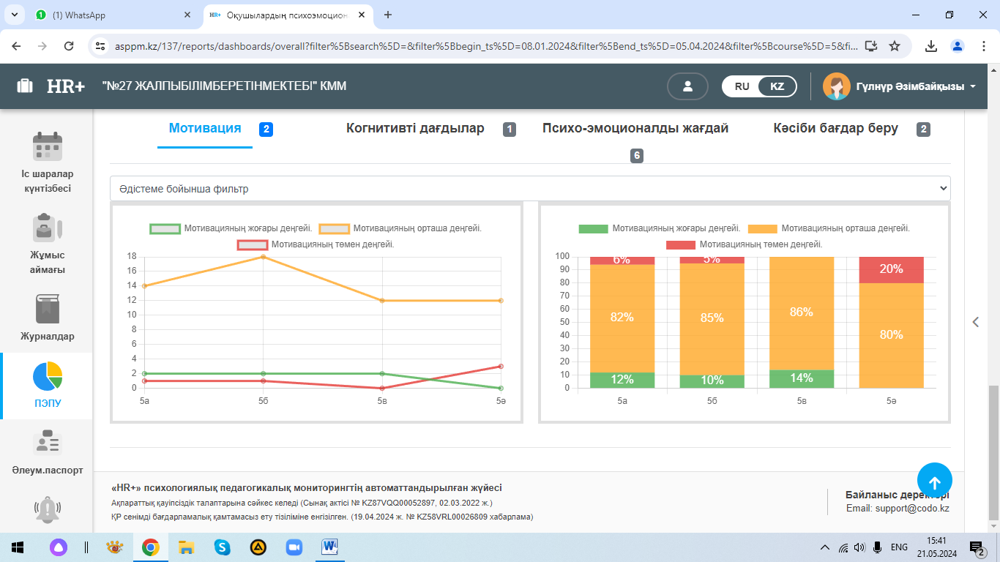 (1) WhatsApp
HR+ Оқушылардың психоэмоцион
asppm.kz/137/reports/dashboards/overall?filter%5Bsearch%5D=&filter%5Bbegin_ts%5D=08.01.2024&filter%5Bend_ts%5D=05.04.2024&filter%5Bcourse%5D=5&fi...
HR+ "№27 ЖАЛПЫБІЛІМБЕРЕТІНМЕКТЕБІ" КММ
RU KZ
Гүлнұр Әзімбайқызы
Іс шаралар
күнтізбесі
Жұмыс
аймағы
Журналдар
ПЭПУ
Әлеум.паспорт
Мотивация 2
Когнитивті дағдылар 1
Психо-эмоционалды жағдай
6
Кәсіби бағдар беру 2
Әдістеме бойынша фильтр
Мотивацияның жоғары деңгейі. Мотивацияның орташа деңгейі.
Мотивацияның төмен деңгейі.
18
16
14
12
10
8
6
4
2
0
5а 5б 5в 5ә
Мотивацияның жоғары деңгейі. Мотивацияның орташа деңгейі.
Мотивацияның төмен деңгейі.
100
90
80
70
60
50
40
30
20
10
0
6% 5% 20%
82% 85% 86% 80%
12% 10% 14%
5а 5б 5в 5ә
«HR+» психологиялық педагогикалық мониторингтің автоматтандырылған жүйесі
Ақпараттық қауіпсіздік талаптарына сәйкес келеді (Сынақ актісі № KZ87VQQ00052897, 02.03.2022 ж.)
ҚР сенімді бағдарламалық қамтамасыз ету тізіліміне енгізілген. (19.04.2024 ж. № KZ58VRL00026809 хабарлама)
Байланыс деректері
Email: support@codo.kz
ENG
15:41
21.05.2024
2